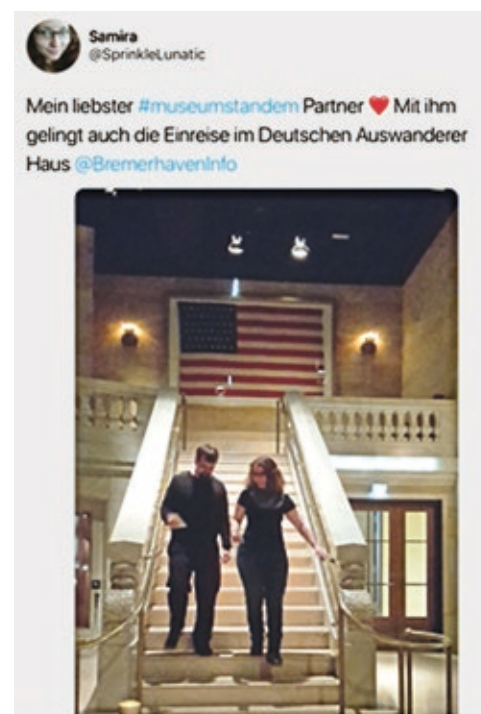 Samira
@SprinkleLunatic
Mein liebster #museumstandem Partner ❤️ Mit ihm
gelingt auch die Einreise im Deutschen Auswanderer
Haus @BremerhavenInfo